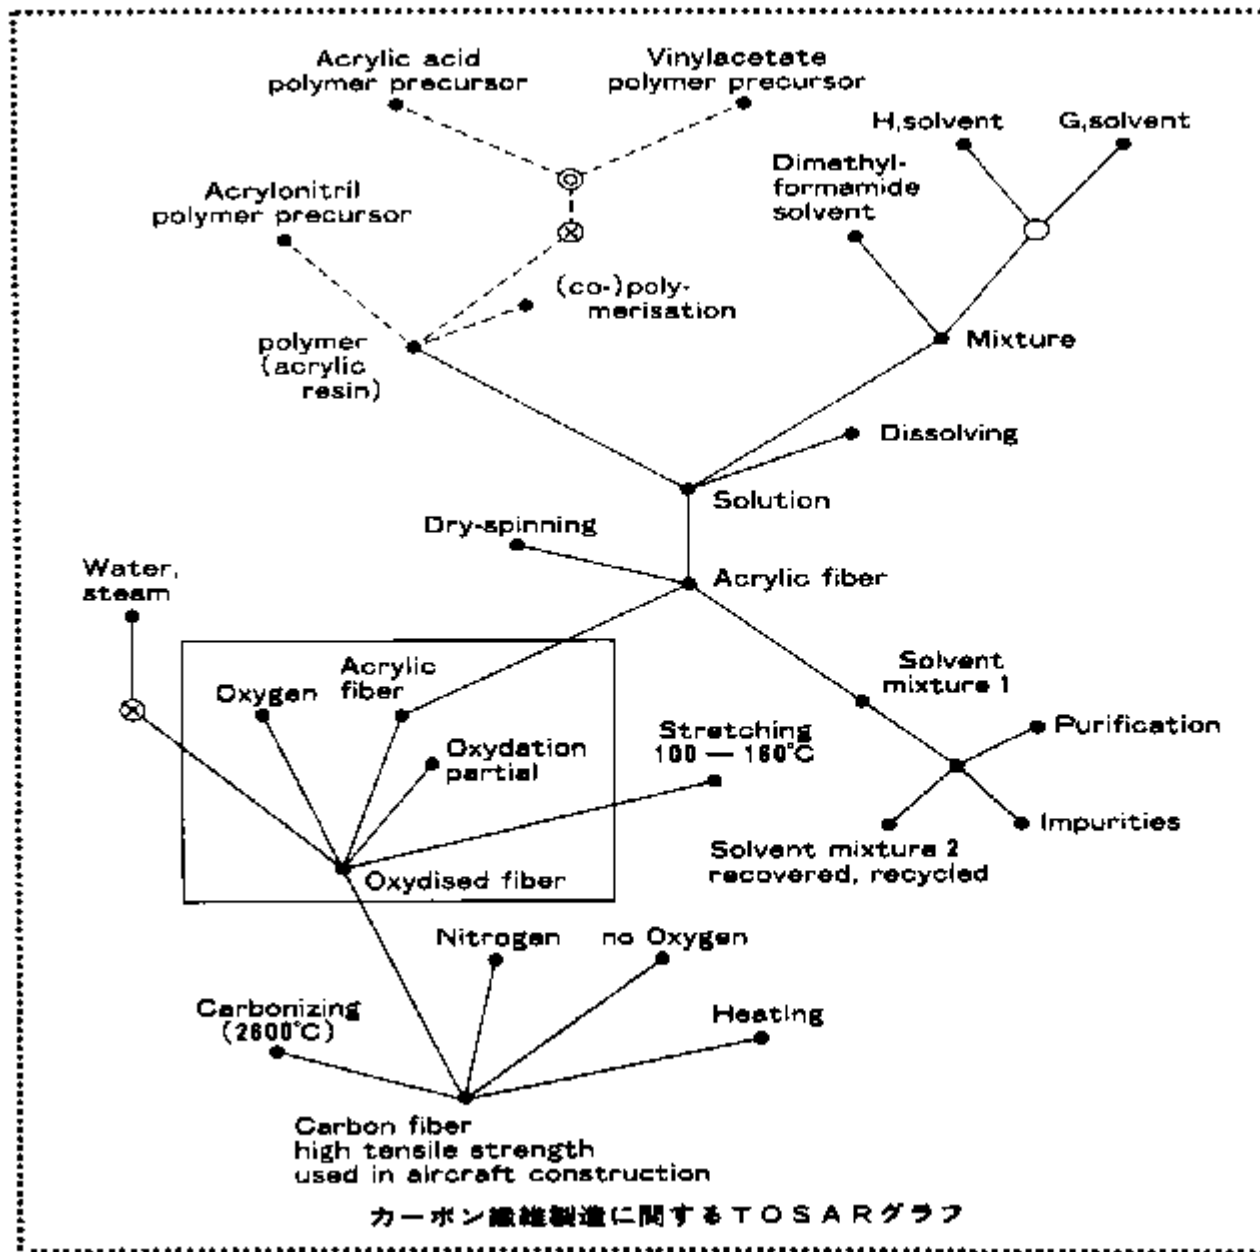 Acrylic acid
polymer precursor
Vinylacetate
polymer precursor
H,solvent
G,solvent
Dimethyl-
formamide
solvent
Acrylonitril
polymer precursor
(co-)poly-
merisation
polymer
(acrylic
resin)
Mixture
Dissolving
Solution
Dry-spinning
Acrylic fiber
Water,
steam
Solvent
mixture 1
Oxygen
Acrylic
fiber
Stretching
100 — 160°C
Purification
Oxydation
partial
Impurities
Solvent mixture 2
recovered, recycled
Oxydised fiber
Nitrogen
no Oxygen
Carbonizing
(2600°C)
Heating
Carbon fiber
high tensile strength
used in aircraft construction
カーボン繊維製造に関するTOSARグラフ